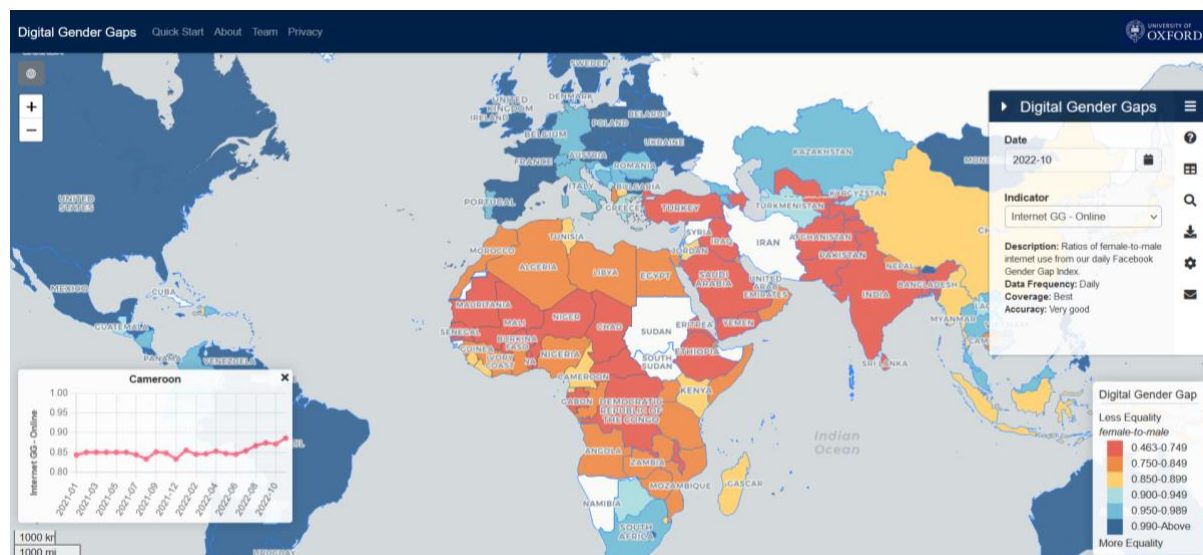 Digital Gender Gaps Quick Start About Team Privacy
UNIVERSITY OF
OXFORD
SWEDEN
UNITED
KINGDOM
DENMARK
IRELAND
BELARUS
POLAND
BELGIUM
UKRAINE
FRANCE
AUSTRIA
ROMANIA
KAZAKHSTAN
ITALY
BULGARIA
PORTUGAL
GREECE
TURKEY
TURKMENISTAN
KYRGYZSTAN
UNITED
STATES
TUNISIA
SYRIA
IRAQ
IRAN
AFGHANISTAN
MOROCCO
JORDAN
PAKISTAN
ALGERIA
LIBYA
EGYPT
SAUDI
ARABIA
UNITED
ARAB
EMIRATES
NEPAL
BANGLADESH
INDIA
MEXICO
CUBA
MAURITANIA
MALI
NIGER
CHAD
SUDAN
ERITREA
YEMEN
MYANMAR
GUATEMALA
SENEGAL
BURKINA
FASO
GUINEA
IVORY
COAST
NIGERIA
SOUTH
SUDAN
ETHIOPIA
SRI LANKA
PANAMA
VENEZUELA
CAMEROON
GABON
DEMOCRATIC
REPUBLIC OF
THE CONGO
KENYA
ANGOLA
ZAMBIA
MOZAMBIQUE
GASCAR
NAMIBIA
SOUTH
AFRICA
Indian
Ocean
URUGUAY
+
−
Digital Gender Gaps
Date
2022-10
Indicator
Internet GG - Online
Description: Ratios of female-to-male
internet use from our daily Facebook
Gender Gap Index.
Data Frequency: Daily
Coverage: Best
Accuracy: Very good
Cameroon
Internet GG - Online
1.00
0.95
0.90
0.85
0.80
2021-01
2021-03
2021-05
2021-07
2021-09
2021-12
2022-02
2022-04
2022-06
2022-08
2022-10
1000 mi
Digital Gender Gap
Less Equality
female-to-male
0.463-0.749
0.750-0.849
0.850-0.899
0.900-0.949
0.950-0.989
0.990-Above
More Equality